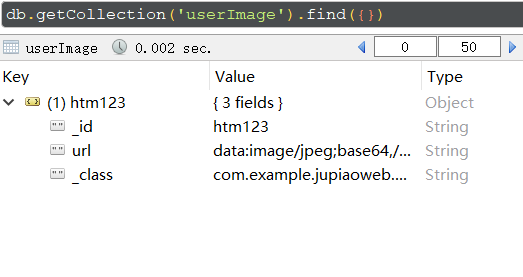 db.getCollection('userImage').find({})
userImage 0.002 sec. 0 50
Key Value Type
(1) htm123 { 3 fields } Object
_id htm123 String
url data:image/jpeg;base64,/... String
_class com.example.jupiaoweb.... String